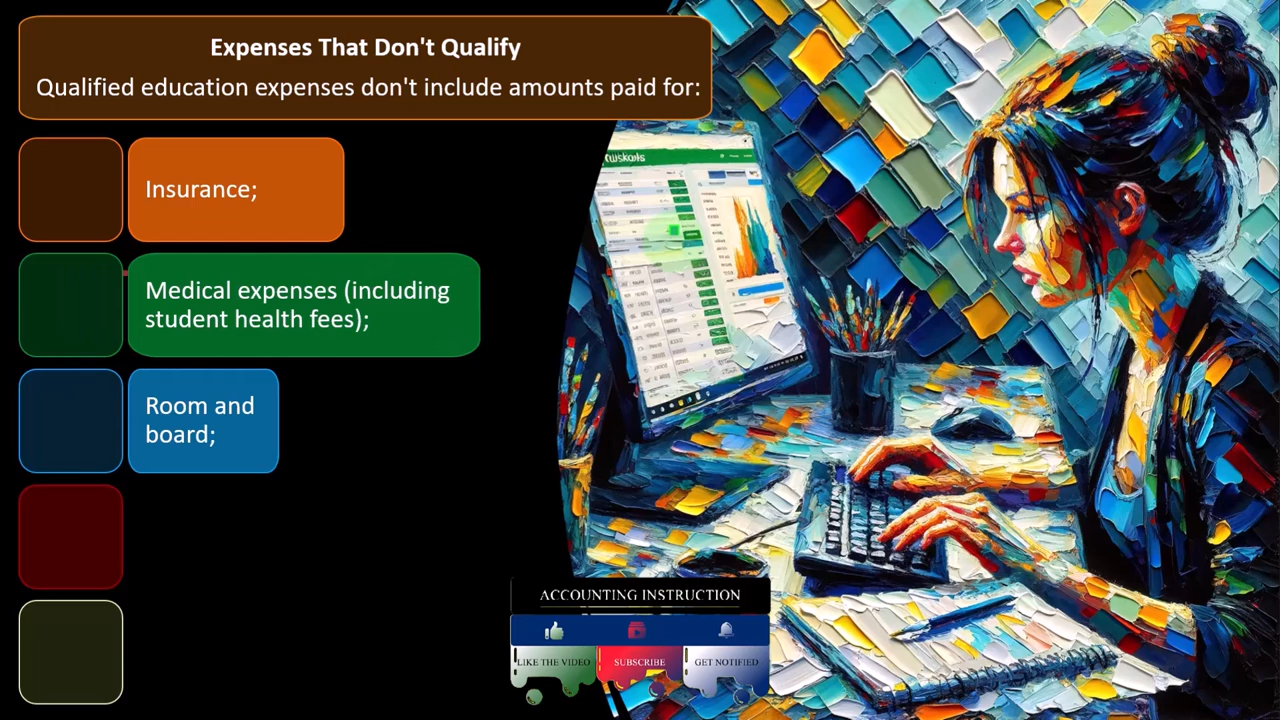 Expenses That Don't Qualify
Qualified education expenses don't include amounts paid for:
Insurance;
Medical expenses (including
student health fees);
Room and
board;
ACCOUNTING INSTRUCTION
LIKE THE VIDEO
SUBSCRIBE
GET NOTIFIED